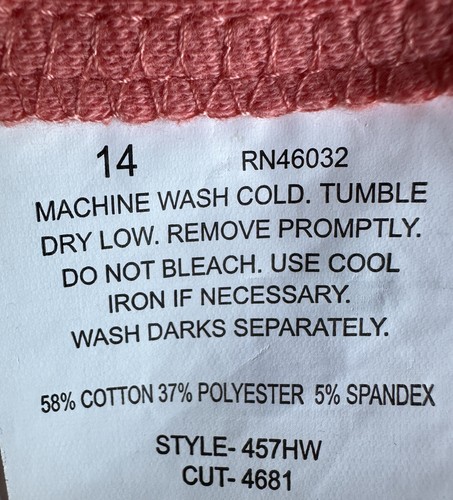 14 RN46032
MACHINE WASH COLD. TUMBLE
DRY LOW. REMOVE PROMPTLY.
DO NOT BLEACH. USE COOL
IRON IF NECESSARY.
WASH DARKS SEPARATELY.
58% COTTON 37% POLYESTER 5% SPANDEX
STYLE- 457HW
CUT- 4681